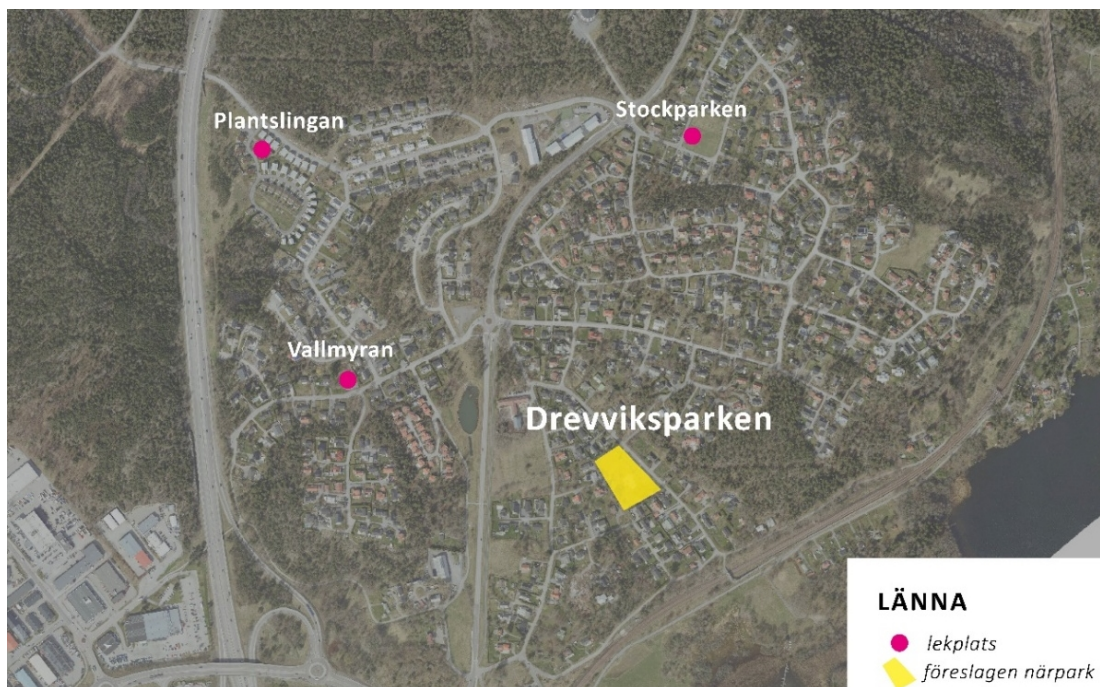 Plantslingan
Stockparken
Vallmyran
Drevviksparken
LÄNNA
lekplats
föreslagen närpark